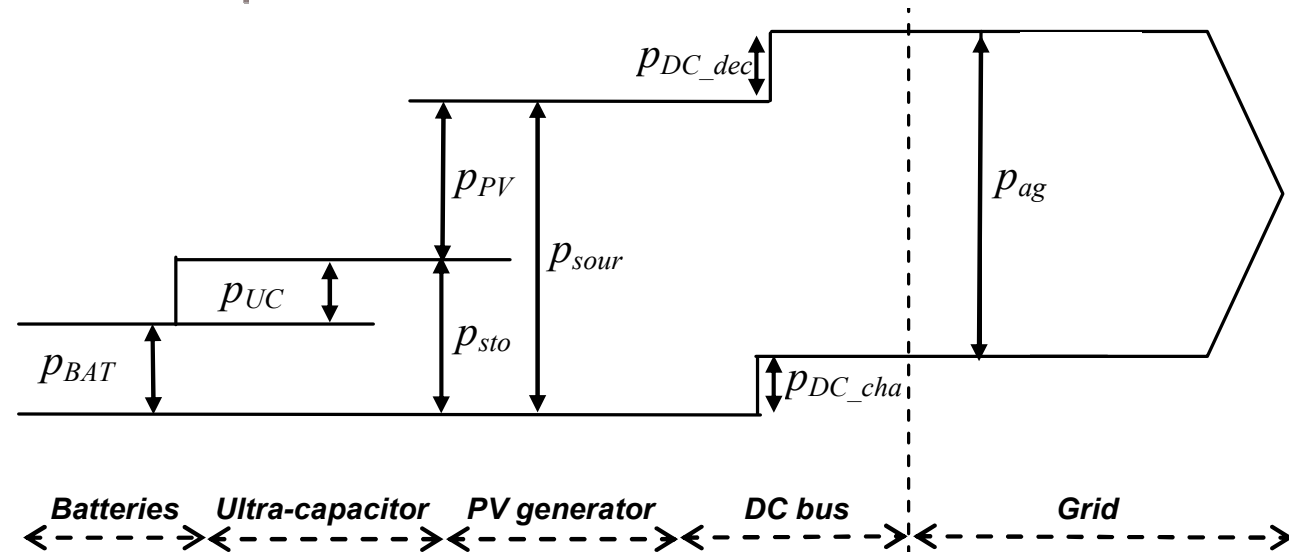 p_DC_dec
p_PV
p_ag
p_sour
p_UC
p_sto
p_BAT
p_DC_cha
Batteries Ultra-capacitor PV generator DC bus Grid